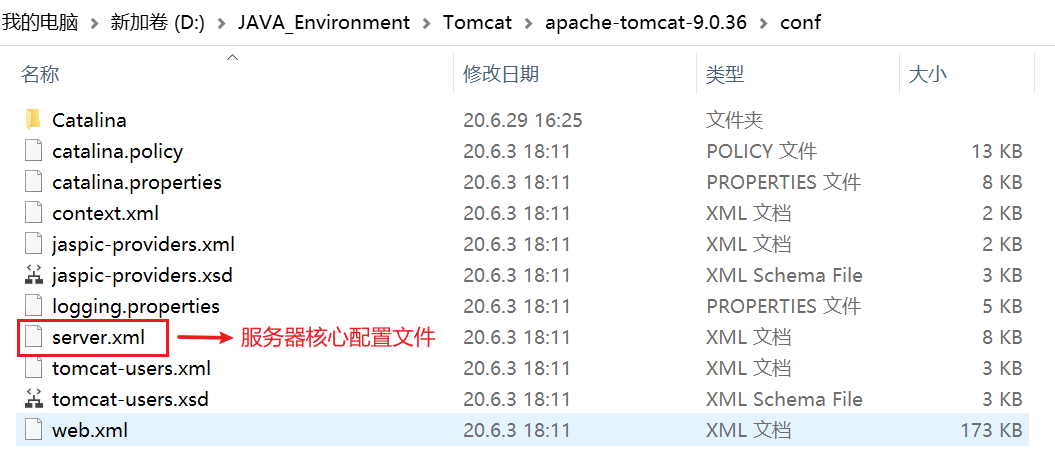 我的电脑 > 新加卷 (D:) > JAVA_Environment > Tomcat > apache-tomcat-9.0.36 > conf
名称 修改日期 类型 大小
Catalina 20.6.29 16:25 文件夹
catalina.policy 20.6.3 18:11 POLICY 文件 13 KB
catalina.properties 20.6.3 18:11 PROPERTIES 文件 8 KB
context.xml 20.6.3 18:11 XML 文档 2 KB
jaspic-providers.xml 20.6.3 18:11 XML 文档 2 KB
jaspic-providers.xsd 20.6.3 18:11 XML Schema File 3 KB
logging.properties 20.6.3 18:11 PROPERTIES 文件 5 KB
server.xml 服务器核心配置文件 20.6.3 18:11 XML 文档 8 KB
tomcat-users.xml 20.6.3 18:11 XML 文档 3 KB
tomcat-users.xsd 20.6.3 18:11 XML Schema File 3 KB
web.xml 20.6.3 18:11 XML 文档 173 KB